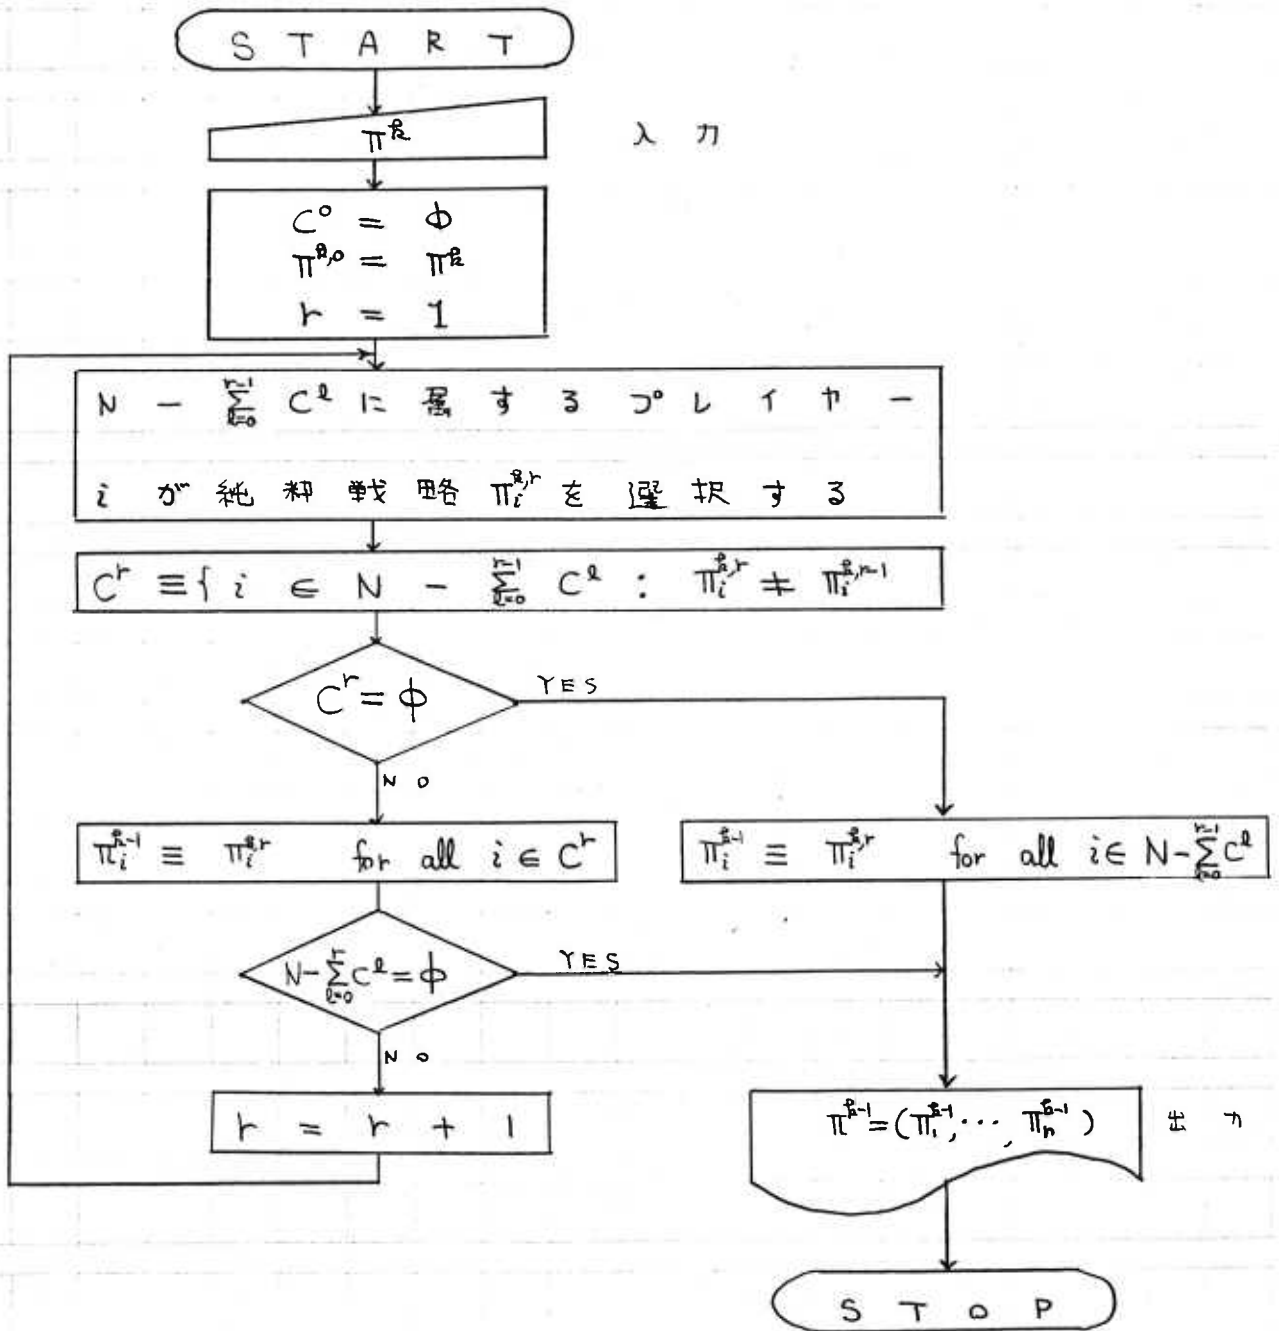 START
π^k
入力
C^0 = φ
π^{k,0} = π^k
r = 1
N - Σ_{l=0}^{r-1} C^l に属するプレイヤー
i が純粋戦略 π_i^{k,r} を選択する
C^r ≡ { i ∈ N - Σ_{l=0}^{r-1} C^l : π_i^{k,r} ≠ π_i^{k,r-1}
C^r = φ
YES
NO
π_i^{k-1} ≡ π_i^{k,r} for all i ∈ C^r
π_i^{k-1} ≡ π_i^{k,r} for all i ∈ N - Σ_{l=0}^{r-1} C^l
N - Σ_{l=0}^{r} C^l = φ
YES
NO
r = r + 1
π^{k-1} = (π_1^{k-1}, ⋯, π_n^{k-1})
出力
STOP